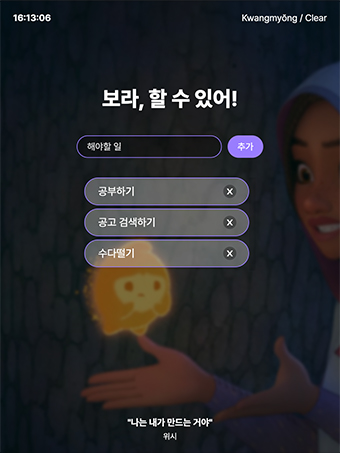 16:13:06
Kwangmyŏng / Clear
보라, 할 수 있어!
해야할 일
추가
공부하기
X
공고 검색하기
X
수다떨기
X
"나는 내가 만드는 거야"
위시